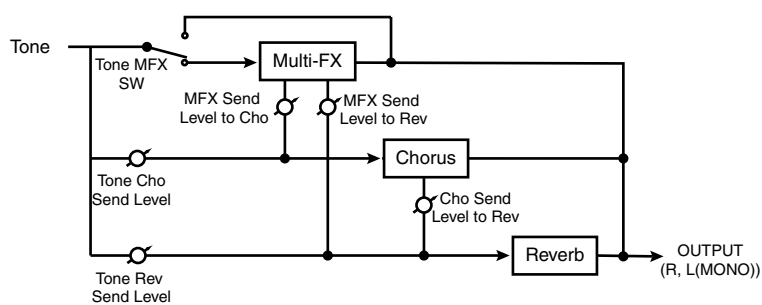 Tone
Tone MFX
SW
Multi-FX
MFX Send
Level to Cho
MFX Send
Level to Rev
Tone Cho
Send Level
Chorus
Cho Send
Level to Rev
Tone Rev
Send Level
Reverb
OUTPUT
(R, L(MONO))